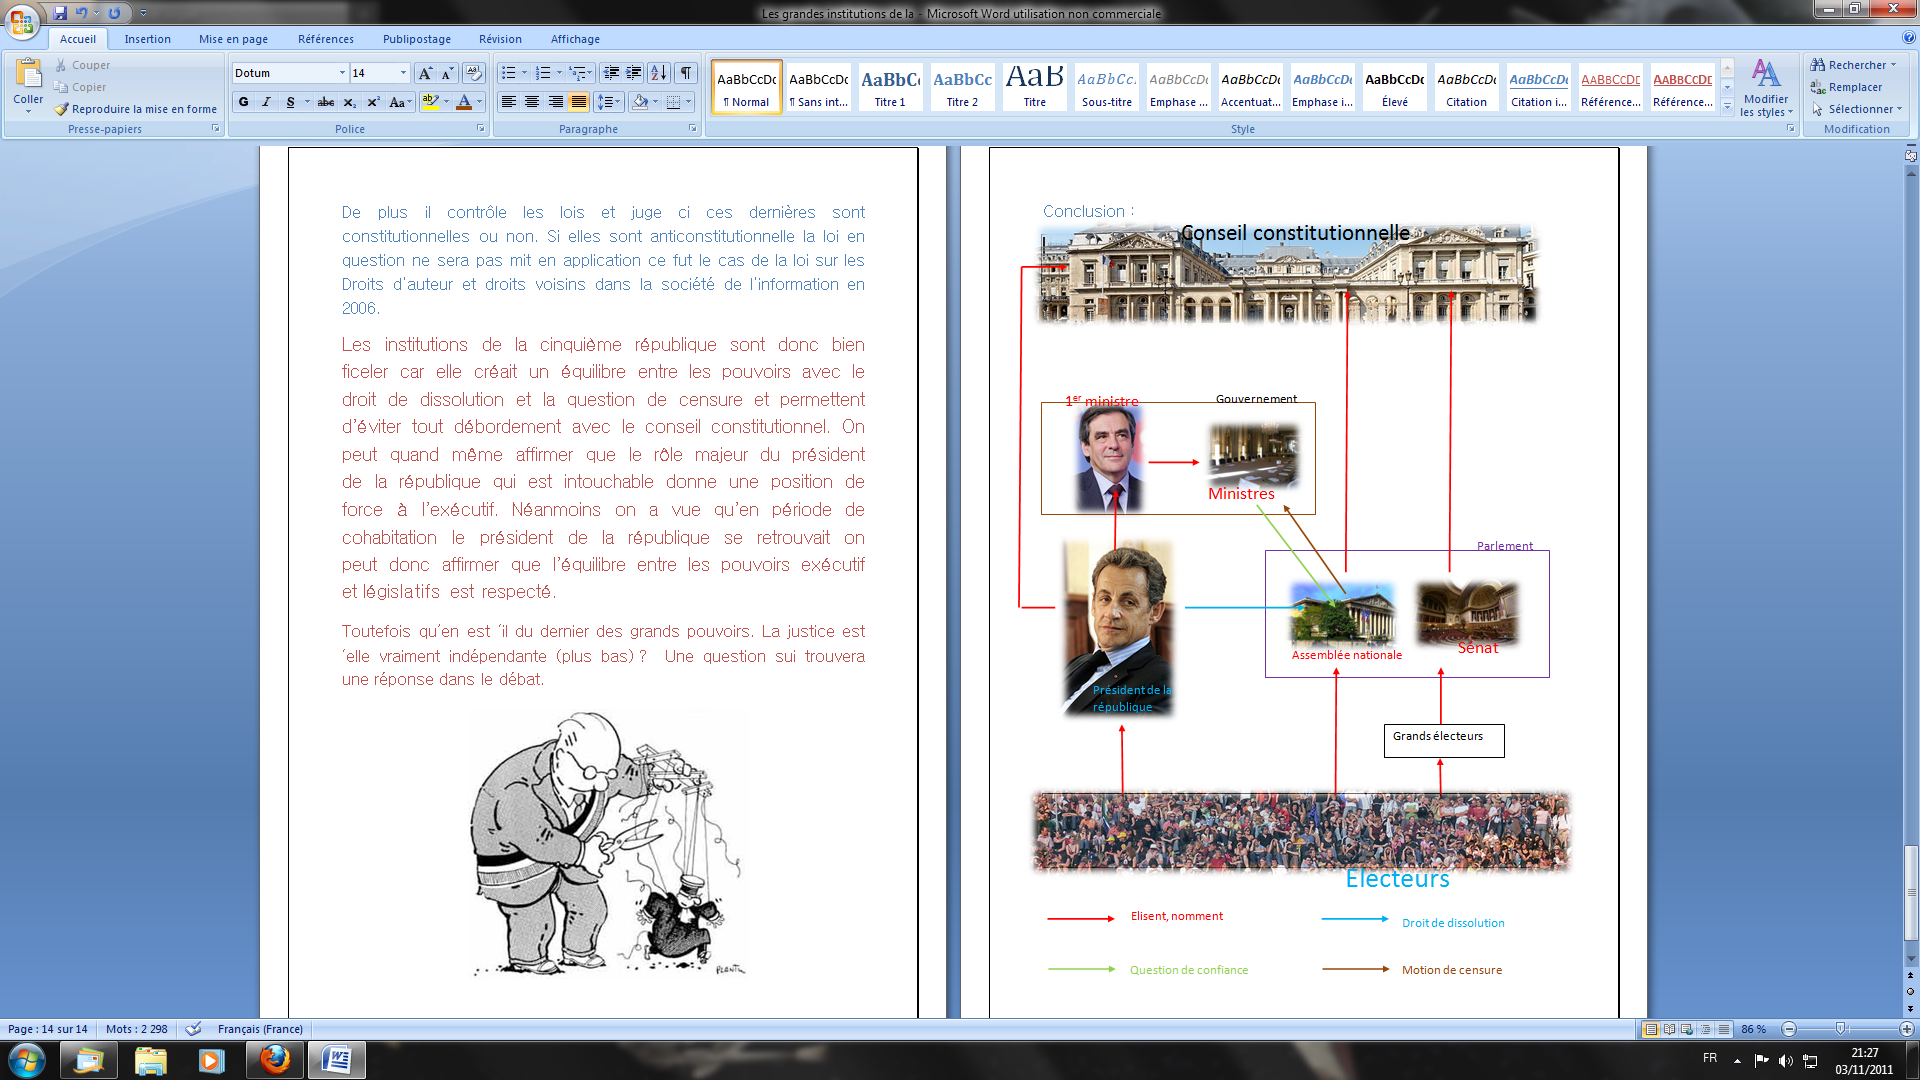 Les grandes institutions de la - Microsoft Word utilisation non commerciale
Accueil
Insertion
Mise en page
Références
Publipostage
Révision
Affichage
Coller
Couper
Copier
Reproduire la mise en forme
Presse-papiers
Dotum
14
G I S abc x₂ x² Aa
Police
Paragraphe
AaBbCcDc
¶ Normal
AaBbCcDc
¶ Sans int...
AaBbC
Titre 1
AaBbCc
Titre 2
AaB
Titre
AaBbCc.
Sous-titre
AaBbCcDc
Emphase ...
AaBbCcDc
Accentuat...
AaBbCcDc
Emphase i...
AaBbCcDc
Élevé
AaBbCcDc
Citation
AaBbCcDc
Citation i...
AaBbCcDc
Référence...
AaBbCcDc
Référence...
Modifier
les styles
Style
Rechercher
Remplacer
Sélectionner
Modification
De plus il contrôle les lois et juge ci ces dernières sont
constitutionnelles ou non. Si elles sont anticonstitutionnelle la loi en
question ne sera pas mit en application ce fut le cas de la loi sur les
Droits d'auteur et droits voisins dans la société de l'information en
2006.
Les institutions de la cinquième république sont donc bien
ficeler car elle créait un équilibre entre les pouvoirs avec le
droit de dissolution et la question de censure et permettent
d'éviter tout débordement avec le conseil constitutionnel. On
peut quand même affirmer que le rôle majeur du président
de la république qui est intouchable donne une position de
force à l'exécutif. Néanmoins on a vue qu'en période de
cohabitation le président de la république se retrouvait on
peut donc affirmer que l'équilibre entre les pouvoirs exécutif
et législatifs est respecté.
Toutefois qu'en est 'il du dernier des grands pouvoirs. La justice est
'elle vraiment indépendante (plus bas) ? Une question sui trouvera
une réponse dans le débat.
PLANTU
Conclusion :
Conseil constitutionnelle
1er ministre
Gouvernement
Ministres
Parlement
Assemblée nationale
Sénat
Président de la
république
Grands électeurs
Electeurs
Elisent, nomment
Droit de dissolution
Question de confiance
Motion de censure
Page : 14 sur 14
Mots : 2 298
Français (France)
86 %
FR
21:27
03/11/2011